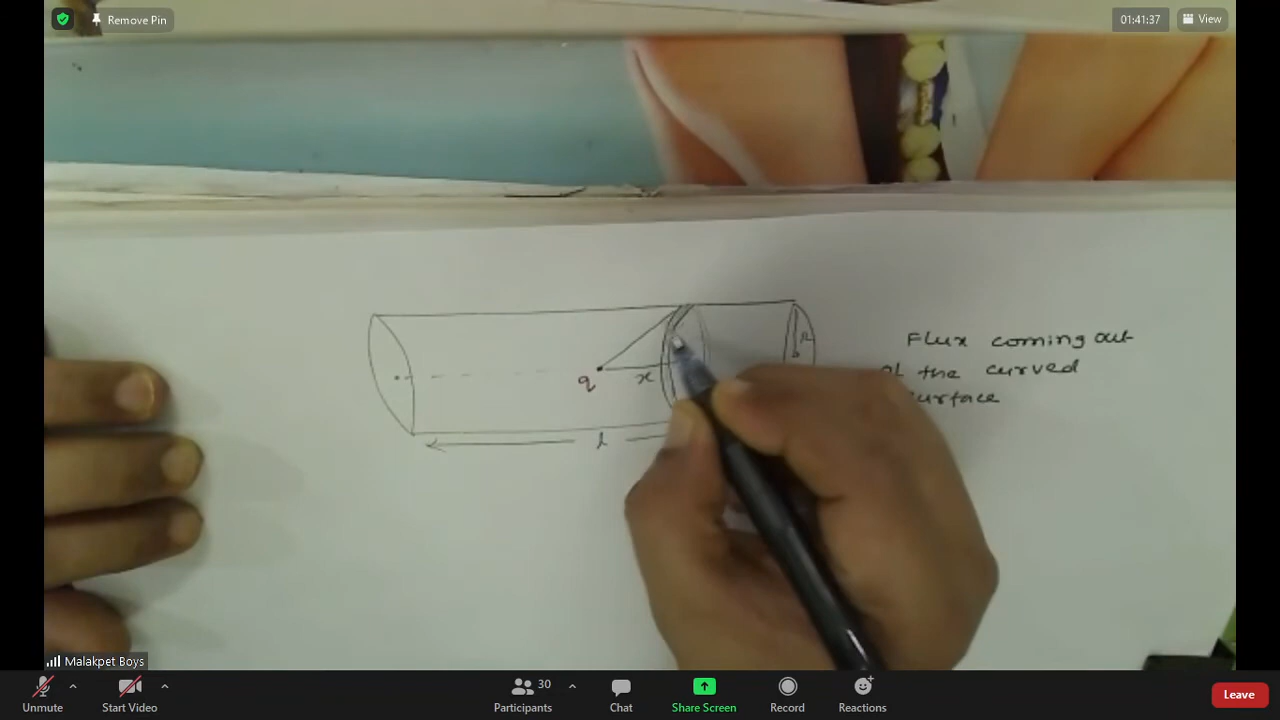 Remove Pin
01:41:37
View
Flux coming out
the curved
urface
q
x
l
Malakpet Boys
Unmute
Start Video
30
Participants
Chat
Share Screen
Record
Reactions
Leave